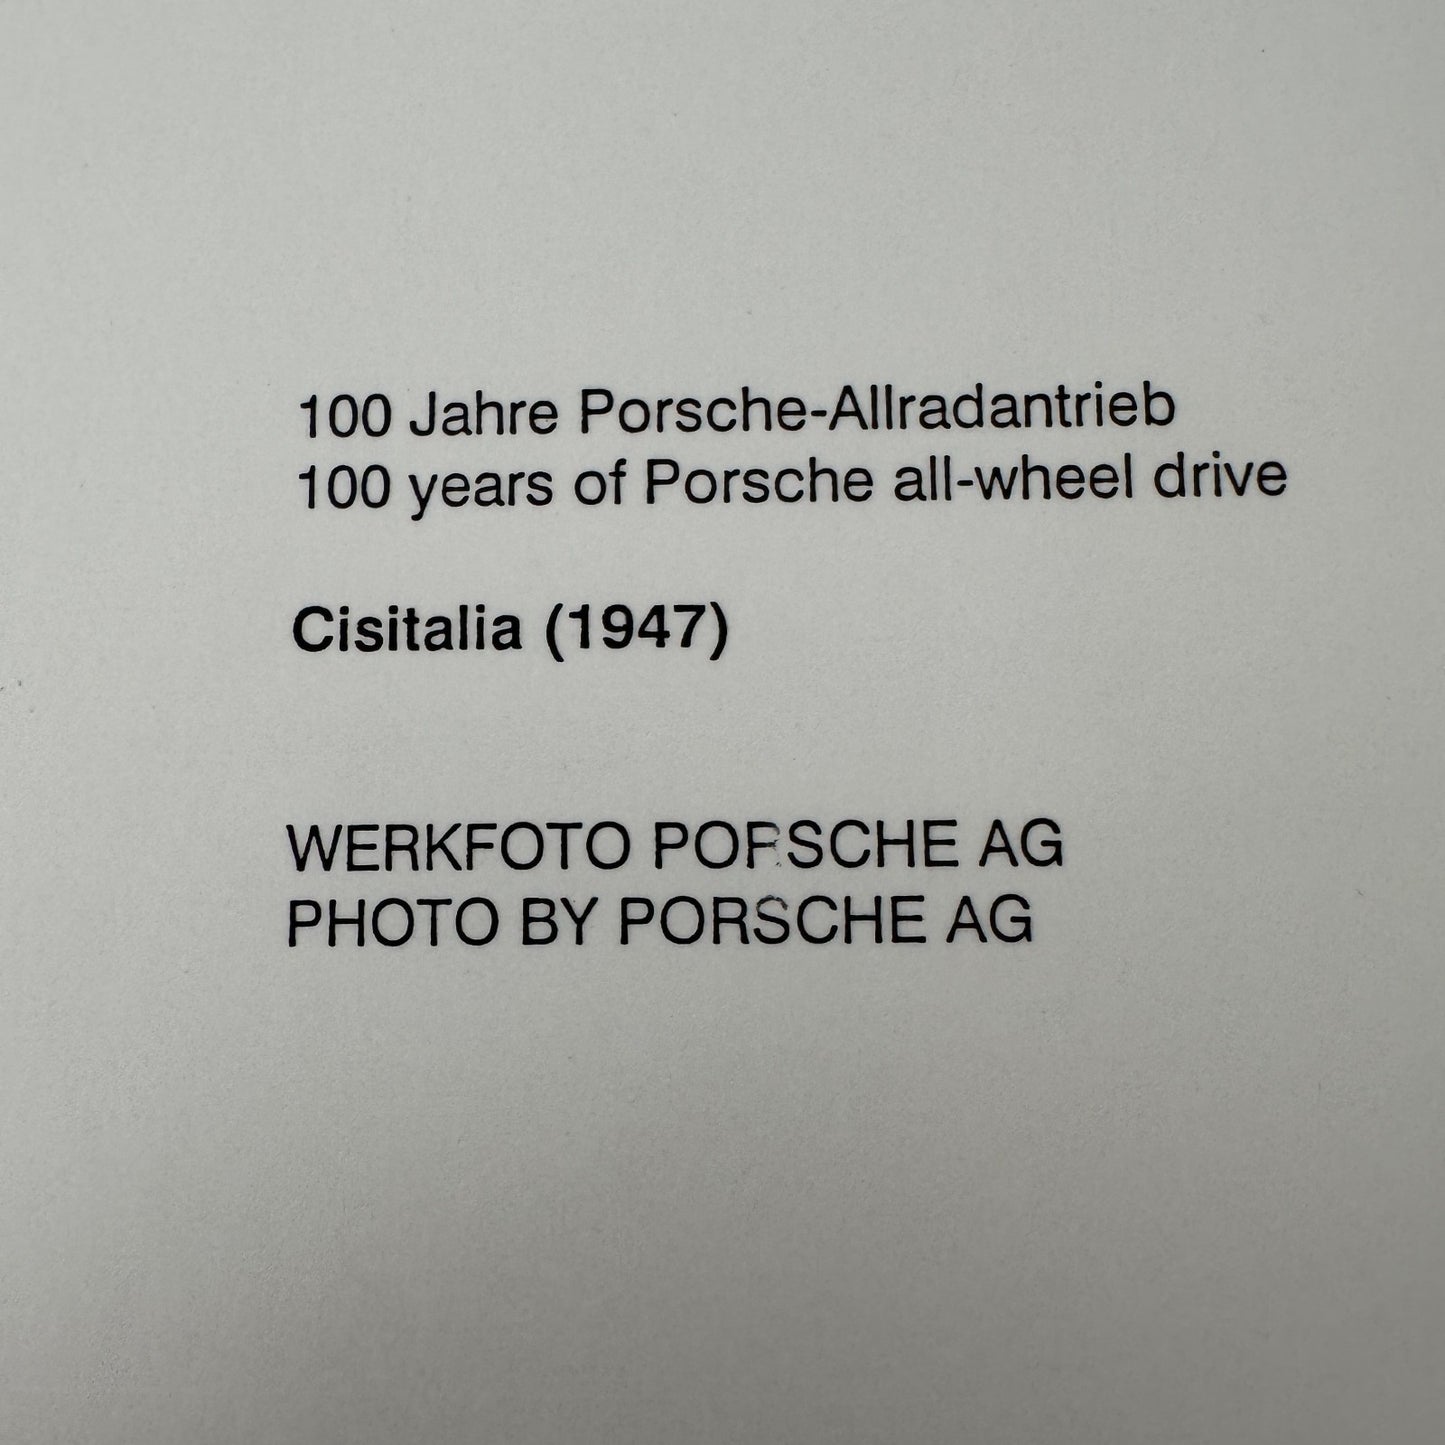 100 Jahre Porsche-Allradantrieb
100 years of Porsche all-wheel drive
Cisitalia (1947)
WERKFOTO PORSCHE AG
PHOTO BY PORSCHE AG